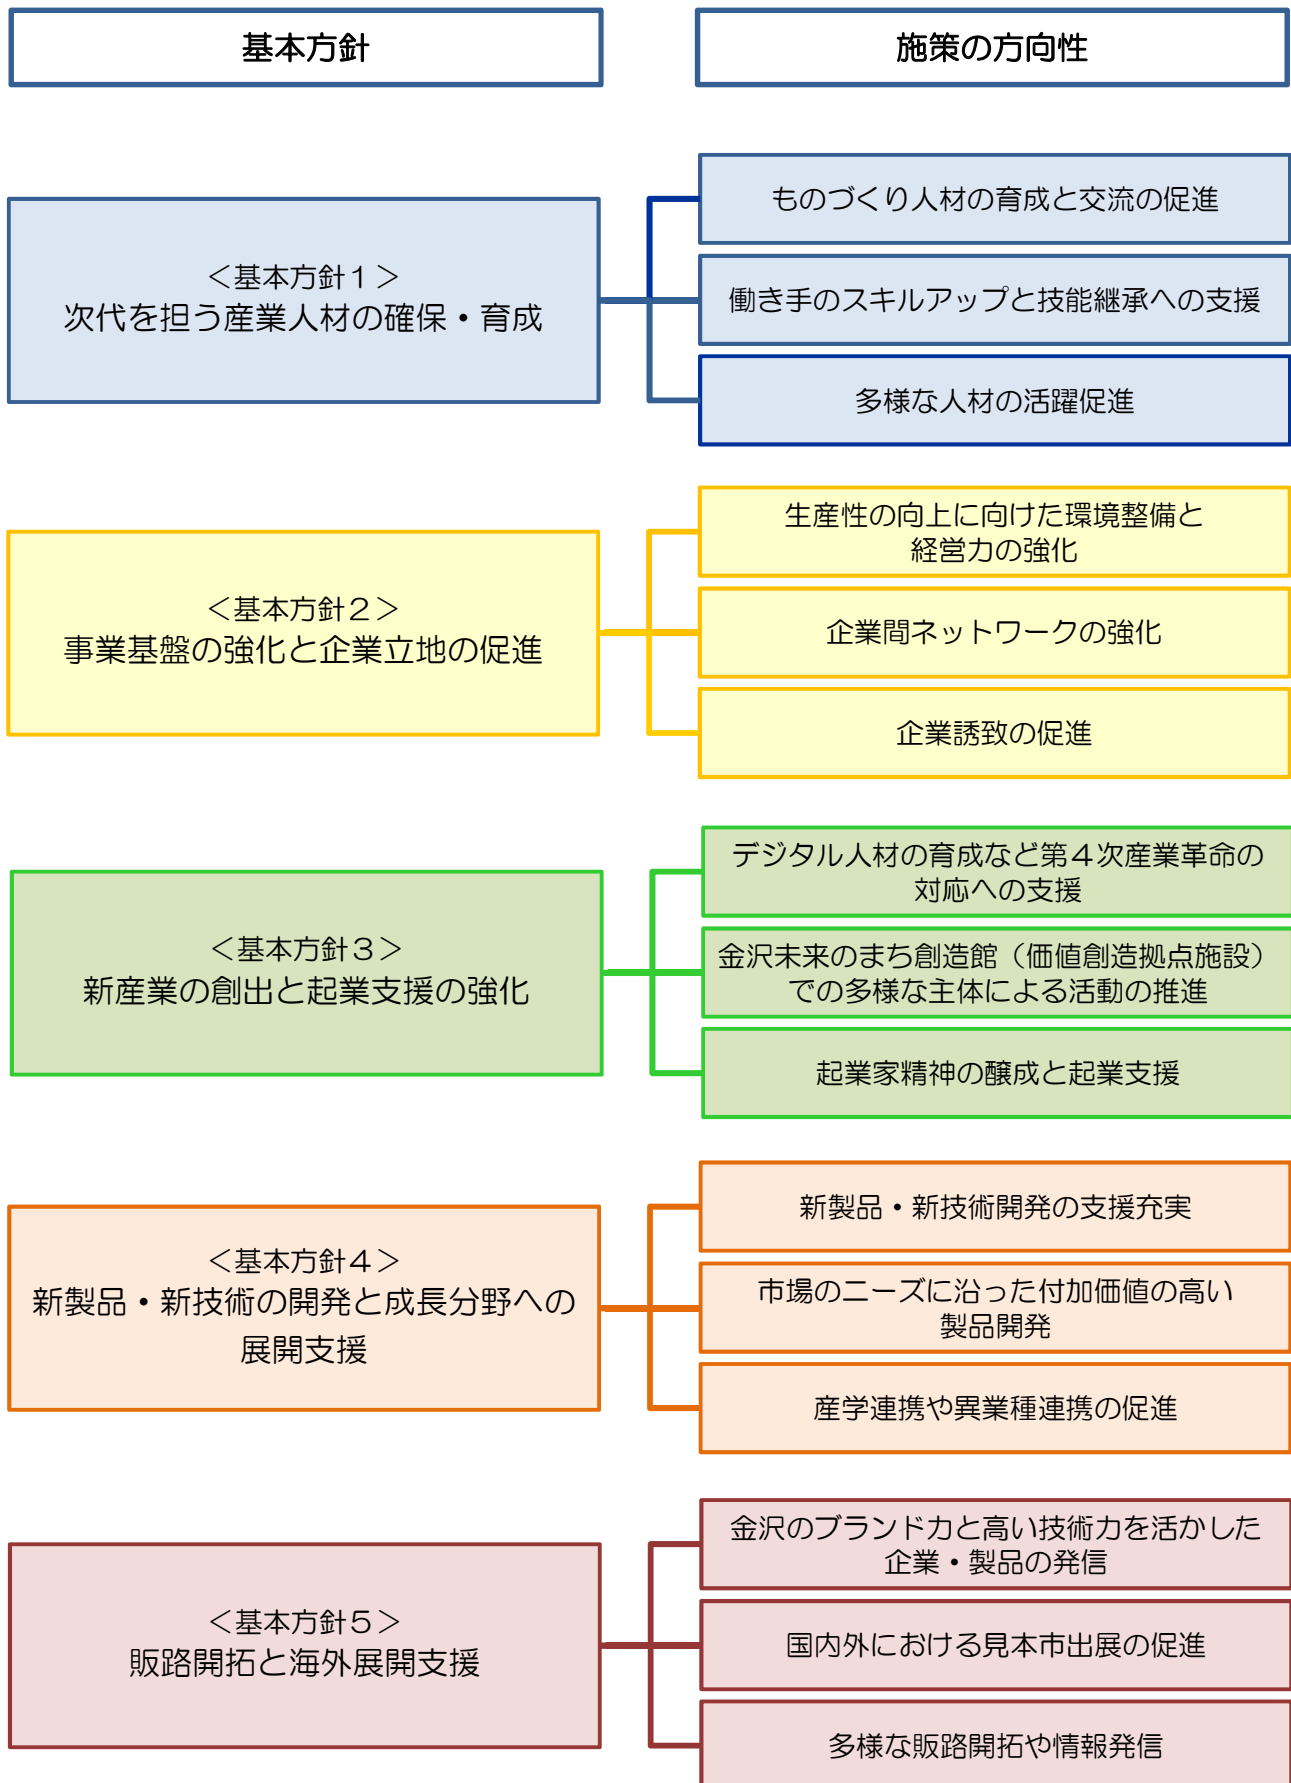 基本方針
施策の方向性
＜基本方針１＞
次代を担う産業人材の確保・育成
ものづくり人材の育成と交流の促進
働き手のスキルアップと技能継承への支援
多様な人材の活躍促進
＜基本方針２＞
事業基盤の強化と企業立地の促進
生産性の向上に向けた環境整備と
経営力の強化
企業間ネットワークの強化
企業誘致の促進
＜基本方針３＞
新産業の創出と起業支援の強化
デジタル人材の育成など第４次産業革命の
対応への支援
金沢未来のまち創造館（価値創造拠点施設）
での多様な主体による活動の推進
起業家精神の醸成と起業支援
＜基本方針４＞
新製品・新技術の開発と成長分野への
展開支援
新製品・新技術開発の支援充実
市場のニーズに沿った付加価値の高い
製品開発
産学連携や異業種連携の促進
＜基本方針５＞
販路開拓と海外展開支援
金沢のブランド力と高い技術力を活かした
企業・製品の発信
国内外における見本市出展の促進
多様な販路開拓や情報発信